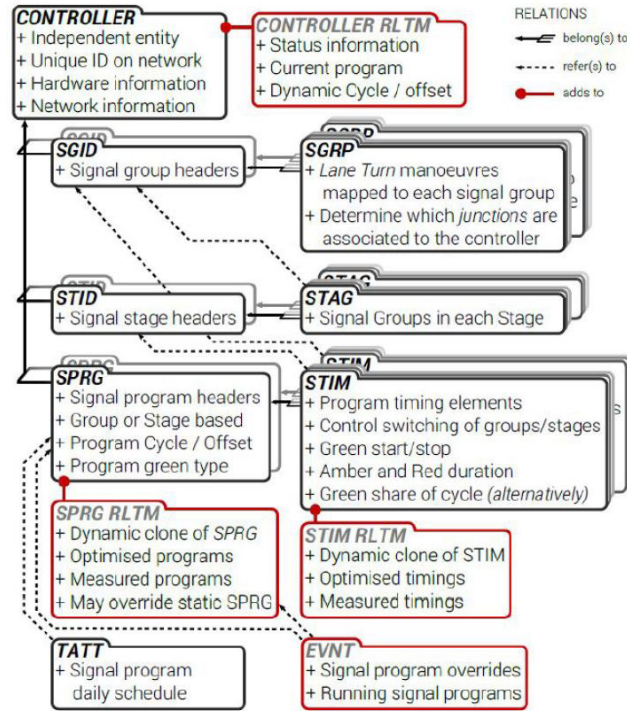 CONTROLLER
+ Independent entity
+ Unique ID on network
+ Hardware information
+ Network information
CONTROLLER RLTM
+ Status information
+ Current program
+ Dynamic Cycle / offset
RELATIONS
belong(s) to
refer(s) to
adds to
SGID
SGID
+ Signal group headers
SGRP
SGRP
+ Lane Turn manoeuvres
mapped to each signal group
+ Determine which junctions are
associated to the controller
STID
STID
+ Signal stage headers
STAG
STAG
+ Signal Groups in each Stage
SPRG
SPRG
+ Signal program headers
+ Group or Stage based
+ Program Cycle / Offset
+ Program green type
STIM
STIM
+ Program timing elements
+ Control switching of groups/stages
+ Green start/stop
+ Amber and Red duration
+ Green share of cycle (alternatively)
SPRG RLTM
+ Dynamic clone of SPRG
+ Optimised programs
+ Measured programs
+ May override static SPRG
STIM RLTM
+ Dynamic clone of STIM
+ Optimised timings
+ Measured timings
TATT
+ Signal program
daily schedule
EVNT
+ Signal program overrides
+ Running signal programs